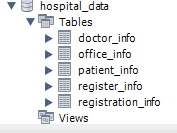 hospital_data
Tables
doctor_info
office_info
patient_info
register_info
registration_info
Views